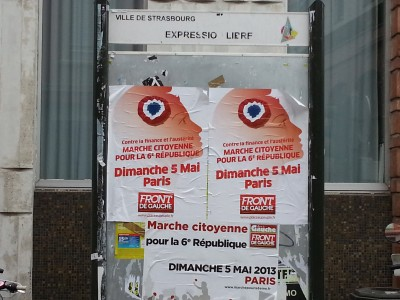 VILLE DE STRASBOURG
EXPRESSIO LIBRE
Contre la finance et l'austérité
MARCHE CITOYENNE
POUR LA 6e RÉPUBLIQUE
Dimanche 5 Mai
Paris
FRONT
DE GAUCHE
Contre la finance et l'austérité
MARCHE CITOYENNE
POUR LA 6e RÉPUBLIQUE
Dimanche 5 Mai
Paris
FRONT
DE GAUCHE
Marche citoyenne
pour la 6e République
Gauche
FRONT
DE GAUCHE
DIMANCHE 5 MAI 2013
PARIS